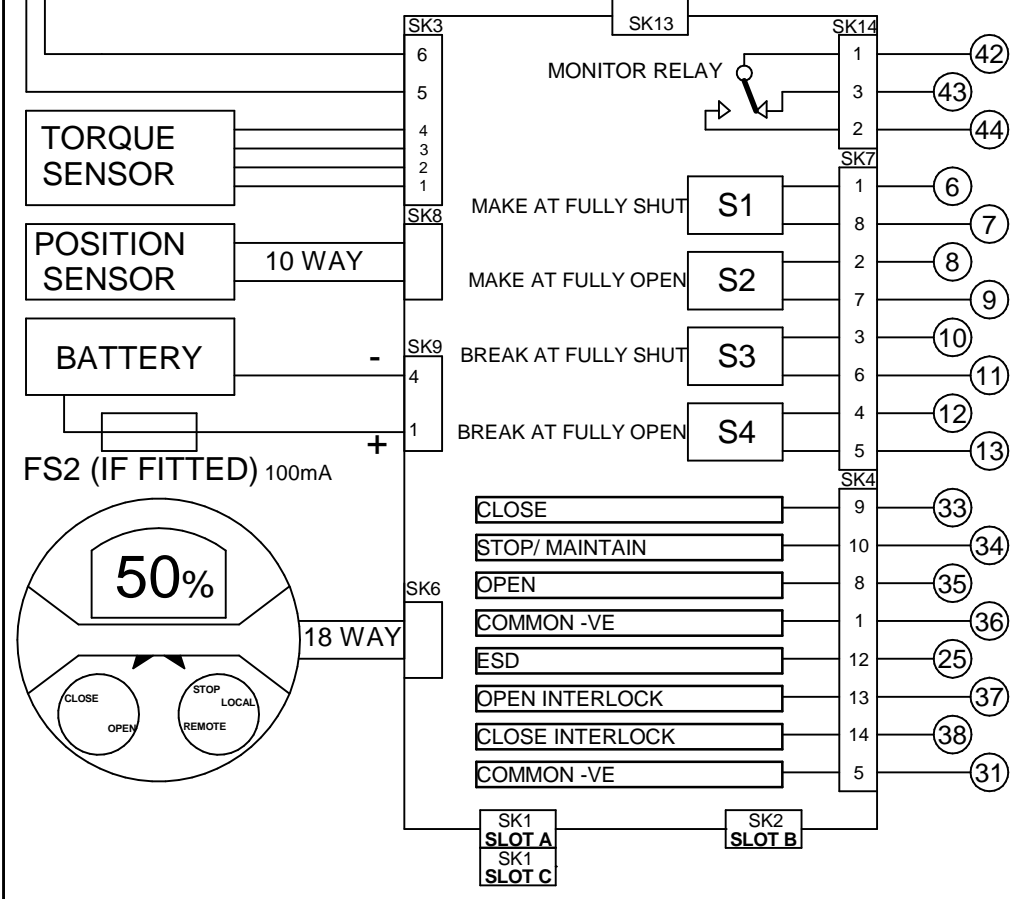 SK3
SK13
SK14
6
5
4
3
2
1
TORQUE
SENSOR
MONITOR RELAY
1
42
3
43
2
44
SK7
SK8
POSITION
SENSOR
10 WAY
MAKE AT FULLY SHUT
S1
1
6
8
7
MAKE AT FULLY OPEN
S2
2
8
7
9
BATTERY
-
SK9
4
1
+
FS2 (IF FITTED) 100mA
BREAK AT FULLY SHUT
S3
3
10
6
11
BREAK AT FULLY OPEN
S4
4
12
5
13
SK4
CLOSE
9
33
STOP/ MAINTAIN
10
34
OPEN
8
35
COMMON -VE
1
36
ESD
12
25
OPEN INTERLOCK
13
37
CLOSE INTERLOCK
14
38
COMMON -VE
5
31
50%
SK6
18 WAY
CLOSE
OPEN
STOP
LOCAL
REMOTE
SK1
SLOT A
SK1
SLOT C
SK2
SLOT B